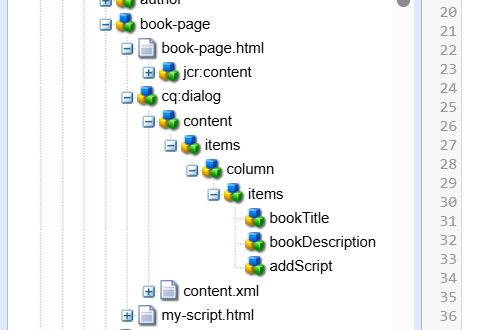 author
book-page
book-page.html
jcr:content
cq:dialog
content
items
column
items
bookTitle
bookDescription
addScript
content.xml
my-script.html
20
21
22
23
24
25
26
27
28
29
30
31
32
33
34
35
36